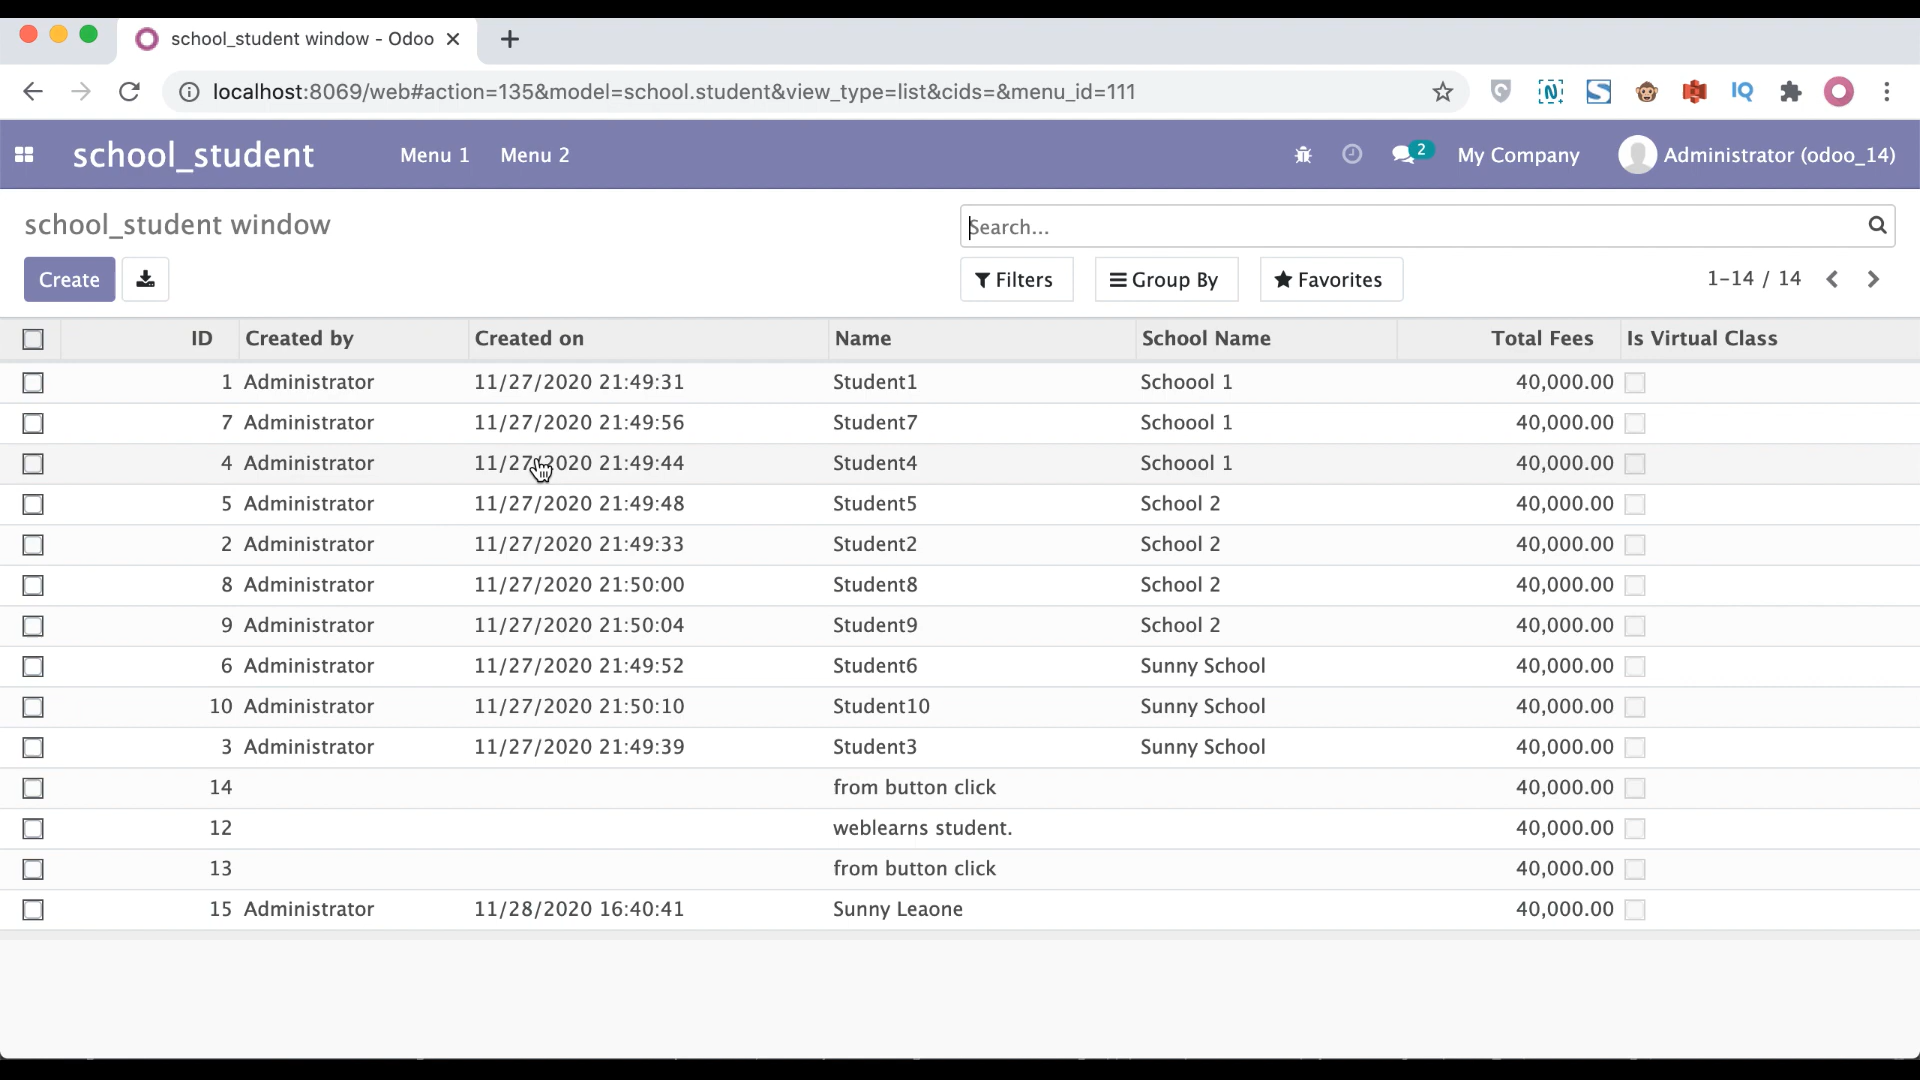 school_student window - Odoo
localhost:8069/web#action=135&model=school.student&view_type=list&cids=&menu_id=111
school_student Menu 1 Menu 2 2 My Company Administrator (odoo_14)
school_student window Search...
Create Filters Group By Favorites 1-14 / 14
ID Created by Created on Name School Name Total Fees Is Virtual Class
1 Administrator 11/27/2020 21:49:31 Student1 Schoool 1 40,000.00
7 Administrator 11/27/2020 21:49:56 Student7 Schoool 1 40,000.00
4 Administrator 11/27/2020 21:49:44 Student4 Schoool 1 40,000.00
5 Administrator 11/27/2020 21:49:48 Student5 School 2 40,000.00
2 Administrator 11/27/2020 21:49:33 Student2 School 2 40,000.00
8 Administrator 11/27/2020 21:50:00 Student8 School 2 40,000.00
9 Administrator 11/27/2020 21:50:04 Student9 School 2 40,000.00
6 Administrator 11/27/2020 21:49:52 Student6 Sunny School 40,000.00
10 Administrator 11/27/2020 21:50:10 Student10 Sunny School 40,000.00
3 Administrator 11/27/2020 21:49:39 Student3 Sunny School 40,000.00
14 from button click 40,000.00
12 weblearns student. 40,000.00
13 from button click 40,000.00
15 Administrator 11/28/2020 16:40:41 Sunny Leaone 40,000.00